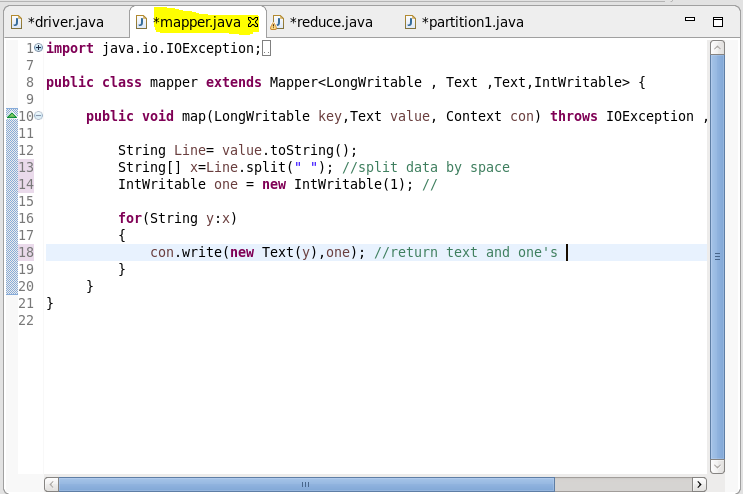 *driver.java *mapper.java *reduce.java *partition1.java
1 import java.io.IOException;
7
8 public class mapper extends Mapper<LongWritable , Text ,Text,IntWritable> {
9
10 public void map(LongWritable key,Text value, Context con) throws IOException ,
11
12 String Line= value.toString();
13 String[] x=Line.split(" "); //split data by space
14 IntWritable one = new IntWritable(1); //
15
16 for(String y:x)
17 {
18 con.write(new Text(y),one); //return text and one's
19 }
20 }
21 }
22